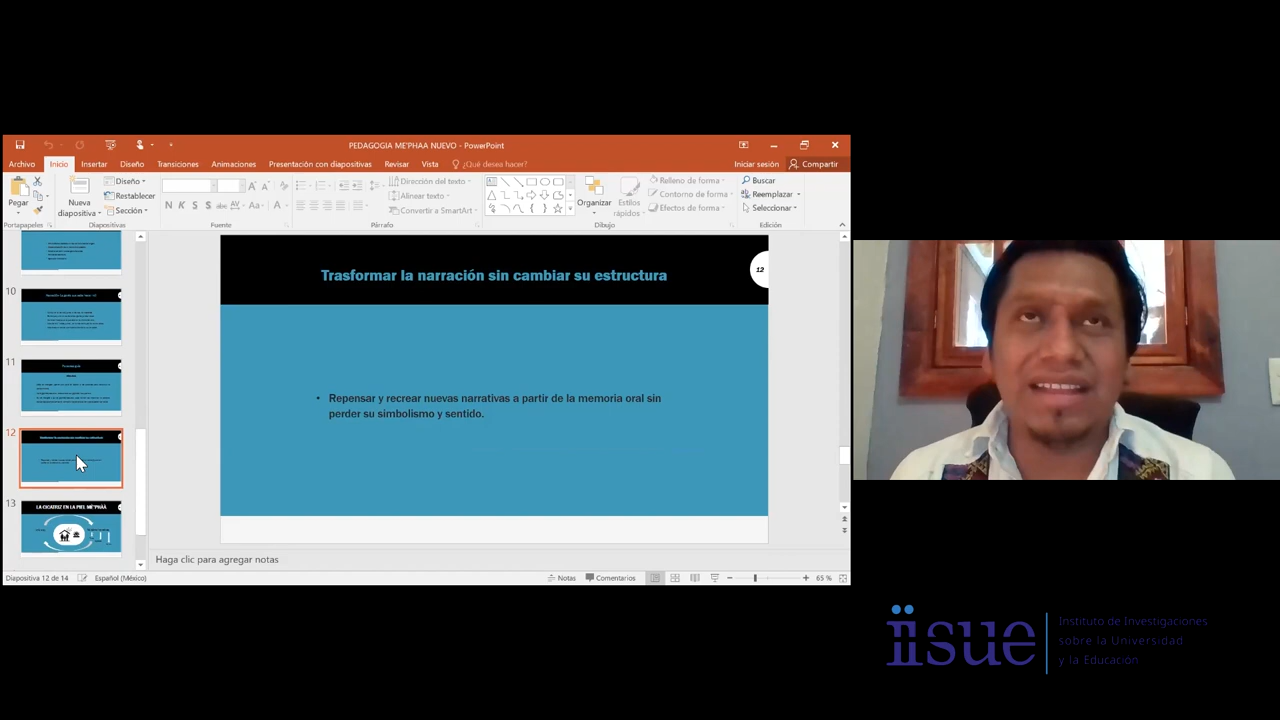 PEDAGOGIA ME'PHAA NUEVO - PowerPoint
Archivo Inicio Insertar Diseño Transiciones Animaciones Presentación con diapositivas Revisar Vista ¿Qué desea hacer? Iniciar sesión Compartir
Pegar
Nueva diapositiva
Diseño
Restablecer
Sección
N K S S abc AV Aa A
Dirección del texto
Alinear texto
Convertir a SmartArt
Organizar
Estilos rápidos
Relleno de forma
Contorno de forma
Efectos de forma
Buscar
Reemplazar
Seleccionar
Portapapeles Diapositivas Fuente Párrafo Dibujo Edición
10
11
12
13
LA CICATRIZ EN LA PIEL ME'PHAA
Trasformar la narración sin cambiar su estructura
12
• Repensar y recrear nuevas narrativas a partir de la memoria oral sin
perder su simbolismo y sentido.
Haga clic para agregar notas
Diapositiva 12 de 14 Español (México) Notas Comentarios 65 %
iisue
Instituto de Investigaciones
sobre la Universidad
y la Educación